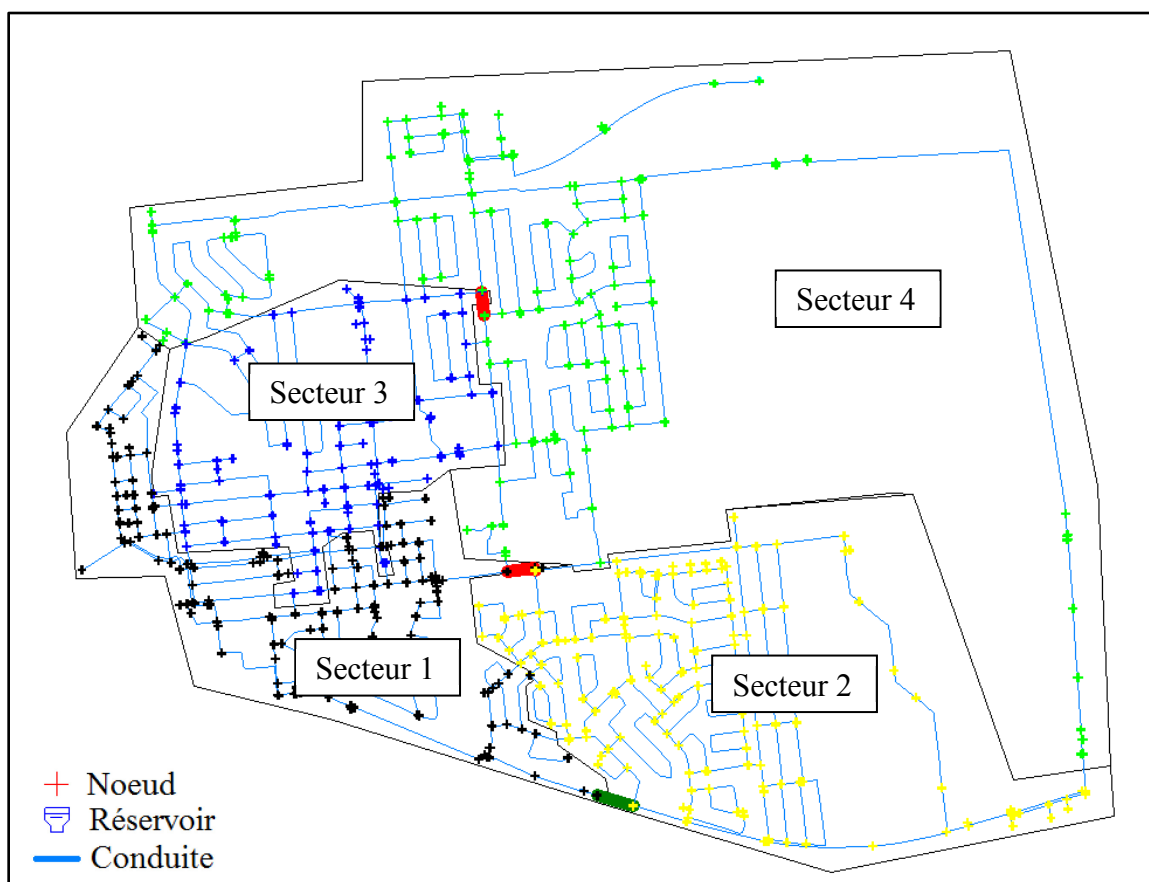 Secteur 4
Secteur 3
Secteur 1
Secteur 2
Noeud
Réservoir
Conduite